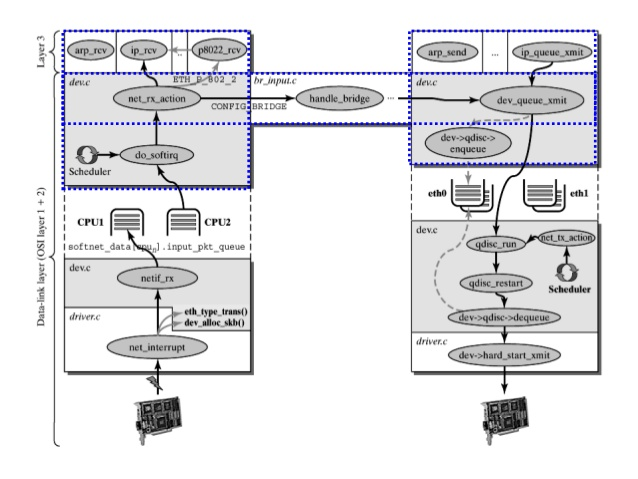 Layer 3
arp_rcv
ip_rcv
...
p8022_rcv
arp_send
...
ip_queue_xmit
dev.c
ETH_P_802_2
br_input.c
dev.c
net_rx_action
CONFIG_BRIDGE
handle_bridge
...
dev_queue_xmit
dev->qdisc->
enqueue
do_softirq
Scheduler
eth0
eth1
CPU1
CPU2
softnet_data[cpu_n].input_pkt_queue
Data-link layer (OSI layer 1 + 2)
dev.c
dev.c
qdisc_run
net_tx_action
netif_rx
qdisc_restart
Scheduler
eth_type_trans()
driver.c
dev_alloc_skb()
dev->qdisc->dequeue
net_interrupt
driver.c
dev->hard_start_xmit